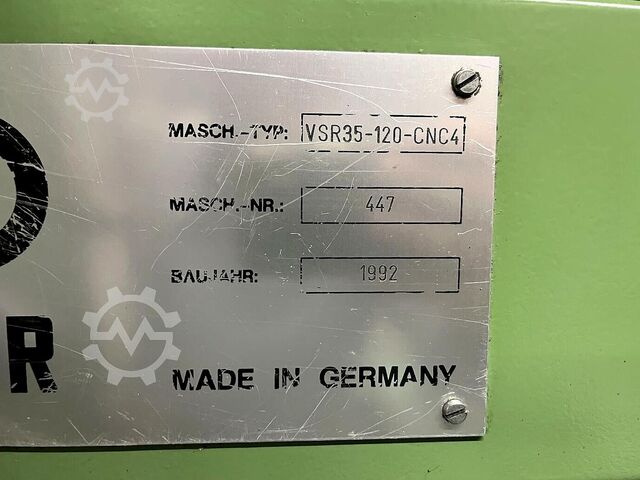 MASCH.-TYP: VSR35-120-CNC4
MASCH.-NR.: 447
BAUJAHR: 1992
R
MADE IN GERMANY